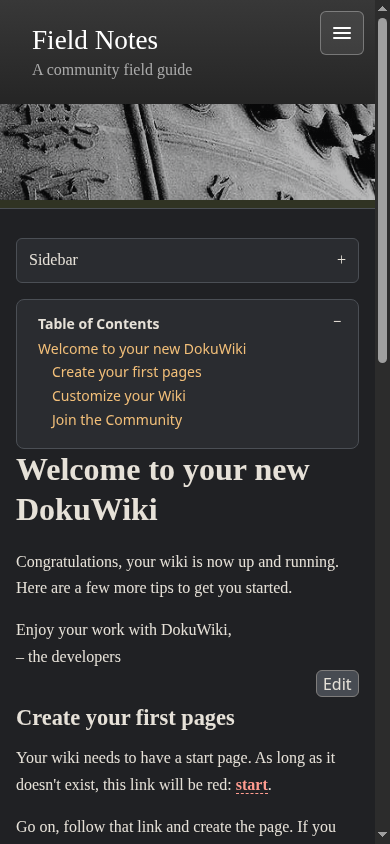 Field Notes
A community field guide
Sidebar +
Table of Contents −
Welcome to your new DokuWiki
Create your first pages
Customize your Wiki
Join the Community
Welcome to your new
DokuWiki
Congratulations, your wiki is now up and running.
Here are a few more tips to get you started.
Enjoy your work with DokuWiki,
– the developers
Edit
Create your first pages
Your wiki needs to have a start page. As long as it
doesn't exist, this link will be red: start.
Go on, follow that link and create the page. If you